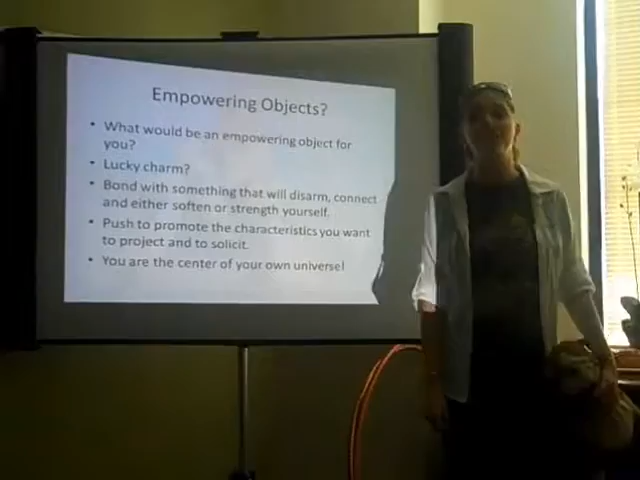 Empowering Objects?
• What would be an empowering object for
you?
• Lucky charm?
• Bond with something that will disarm, connect
and either soften or strength yourself.
• Push to promote the characteristics you want
to project and to solicit.
• You are the center of your own universe!